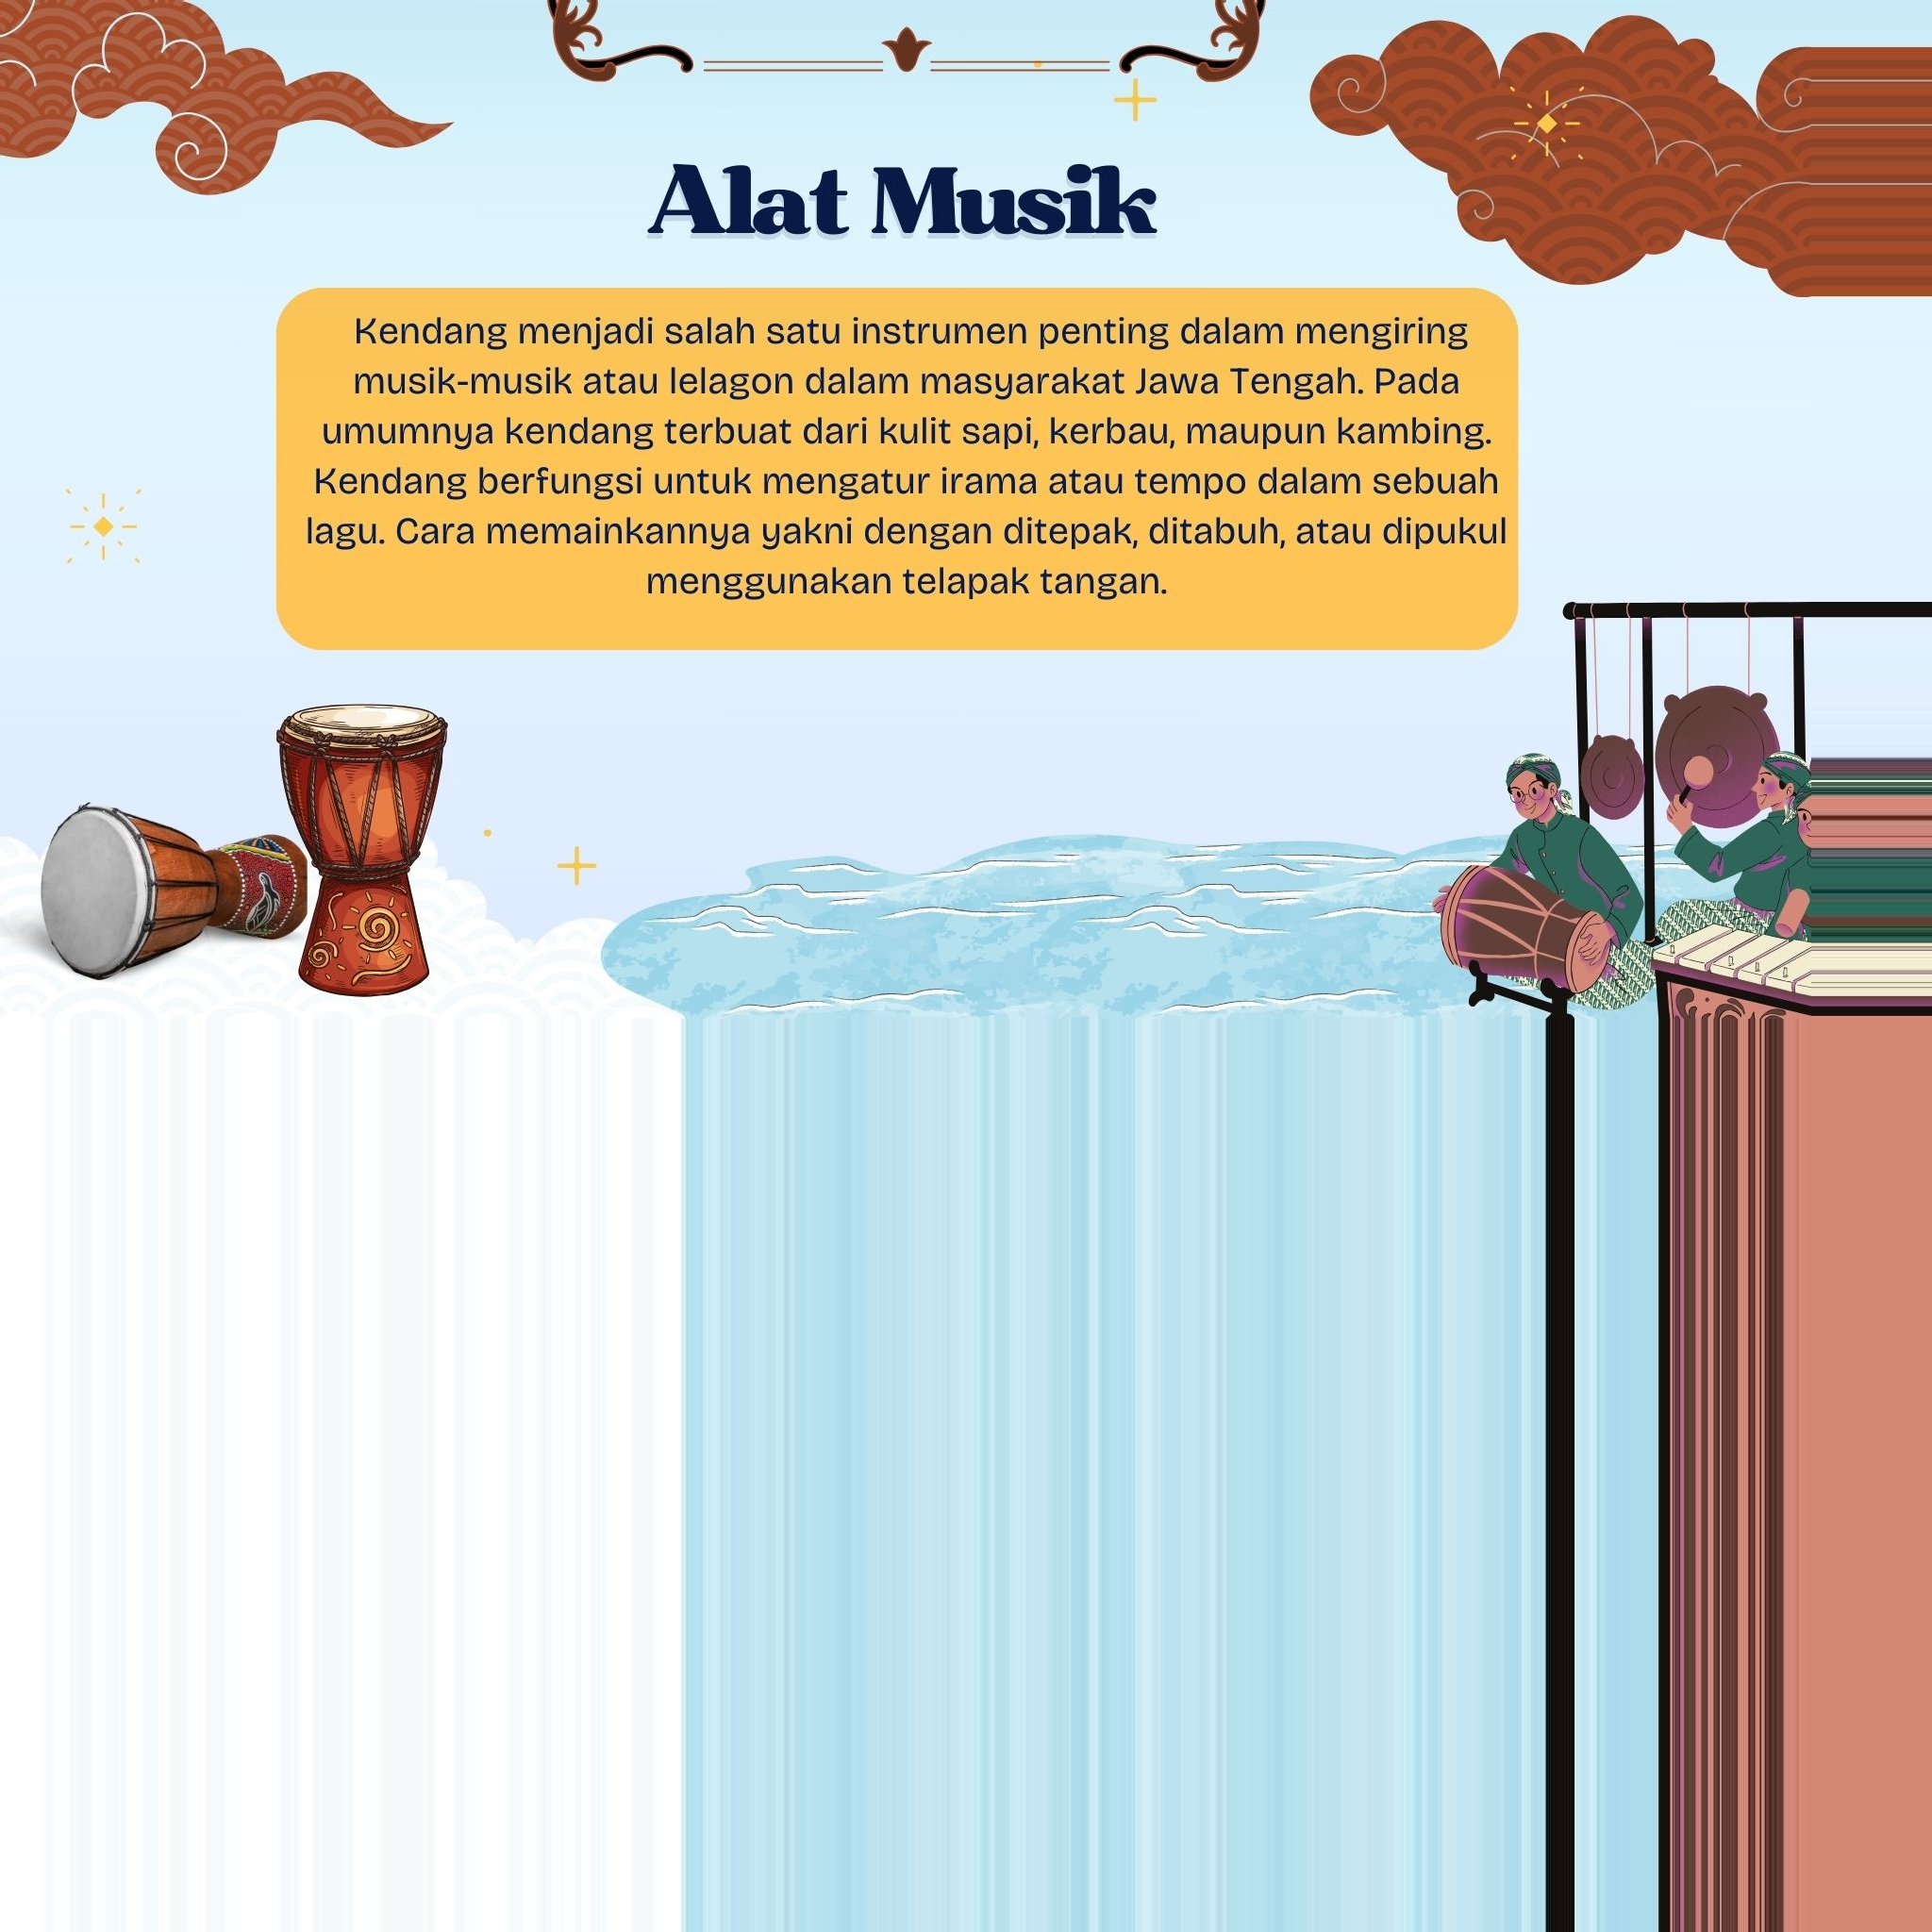 Alat Musik
Kendang menjadi salah satu instrumen penting dalam mengiring
musik-musik atau lelagon dalam masyarakat Jawa Tengah. Pada
umumnya kendang terbuat dari kulit sapi, kerbau, maupun kambing.
Kendang berfungsi untuk mengatur irama atau tempo dalam sebuah
lagu. Cara memainkannya yakni dengan ditepak, ditabuh, atau dipukul
menggunakan telapak tangan.